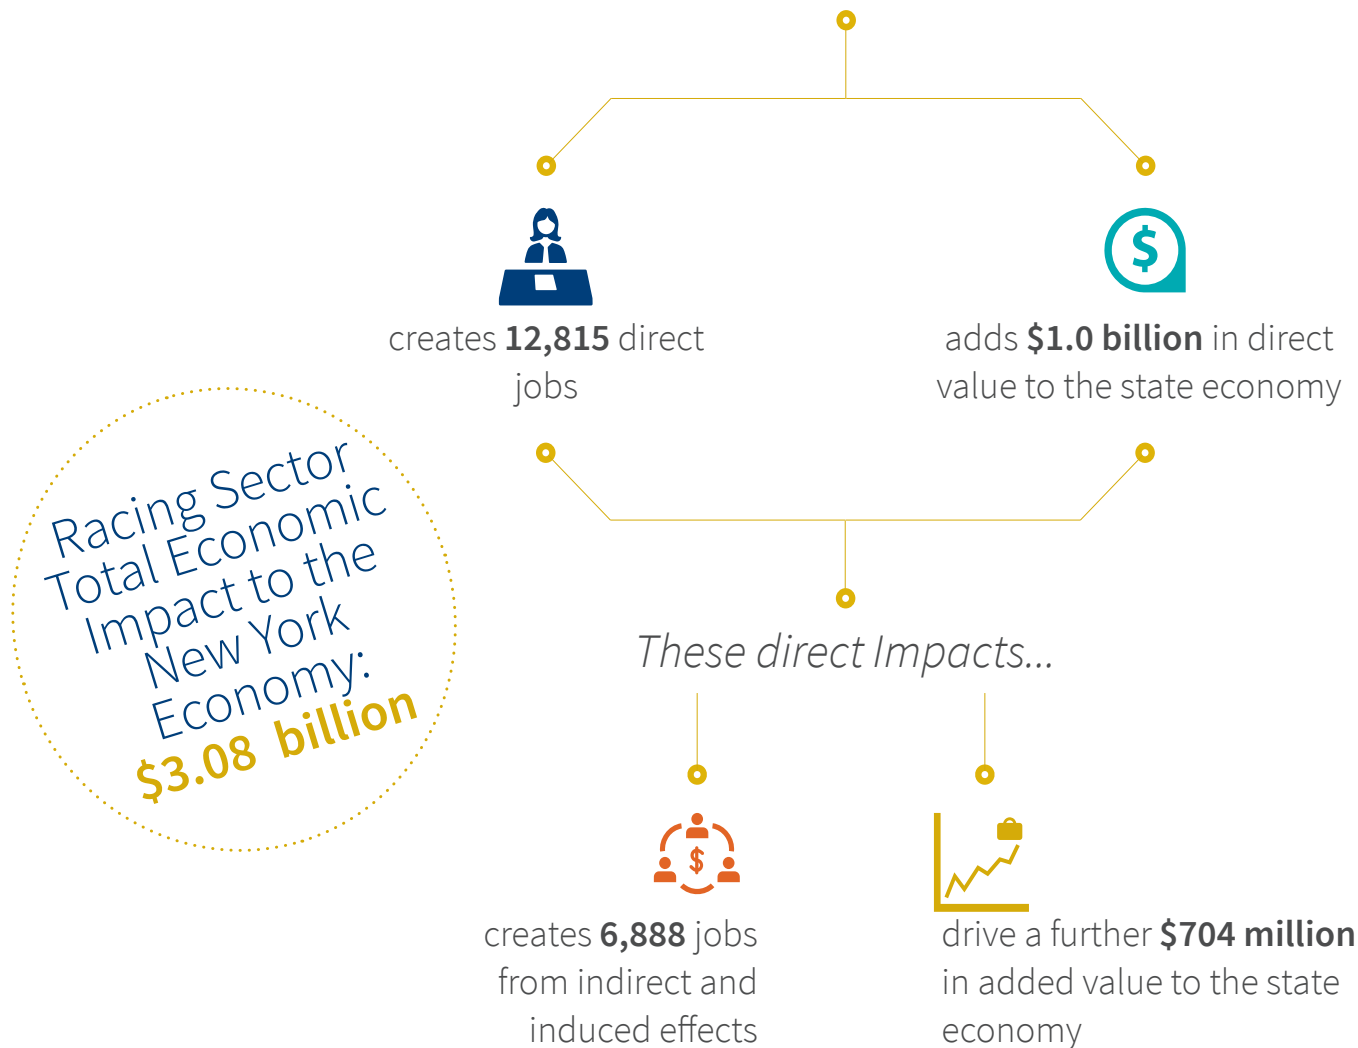 creates 12,815 direct
jobs
adds $1.0 billion in direct
value to the state economy
Racing Sector
Total Economic
Impact to the
New York
Economy:
$3.08 billion
These direct Impacts...
creates 6,888 jobs
from indirect and
induced effects
drive a further $704 million
in added value to the state
economy